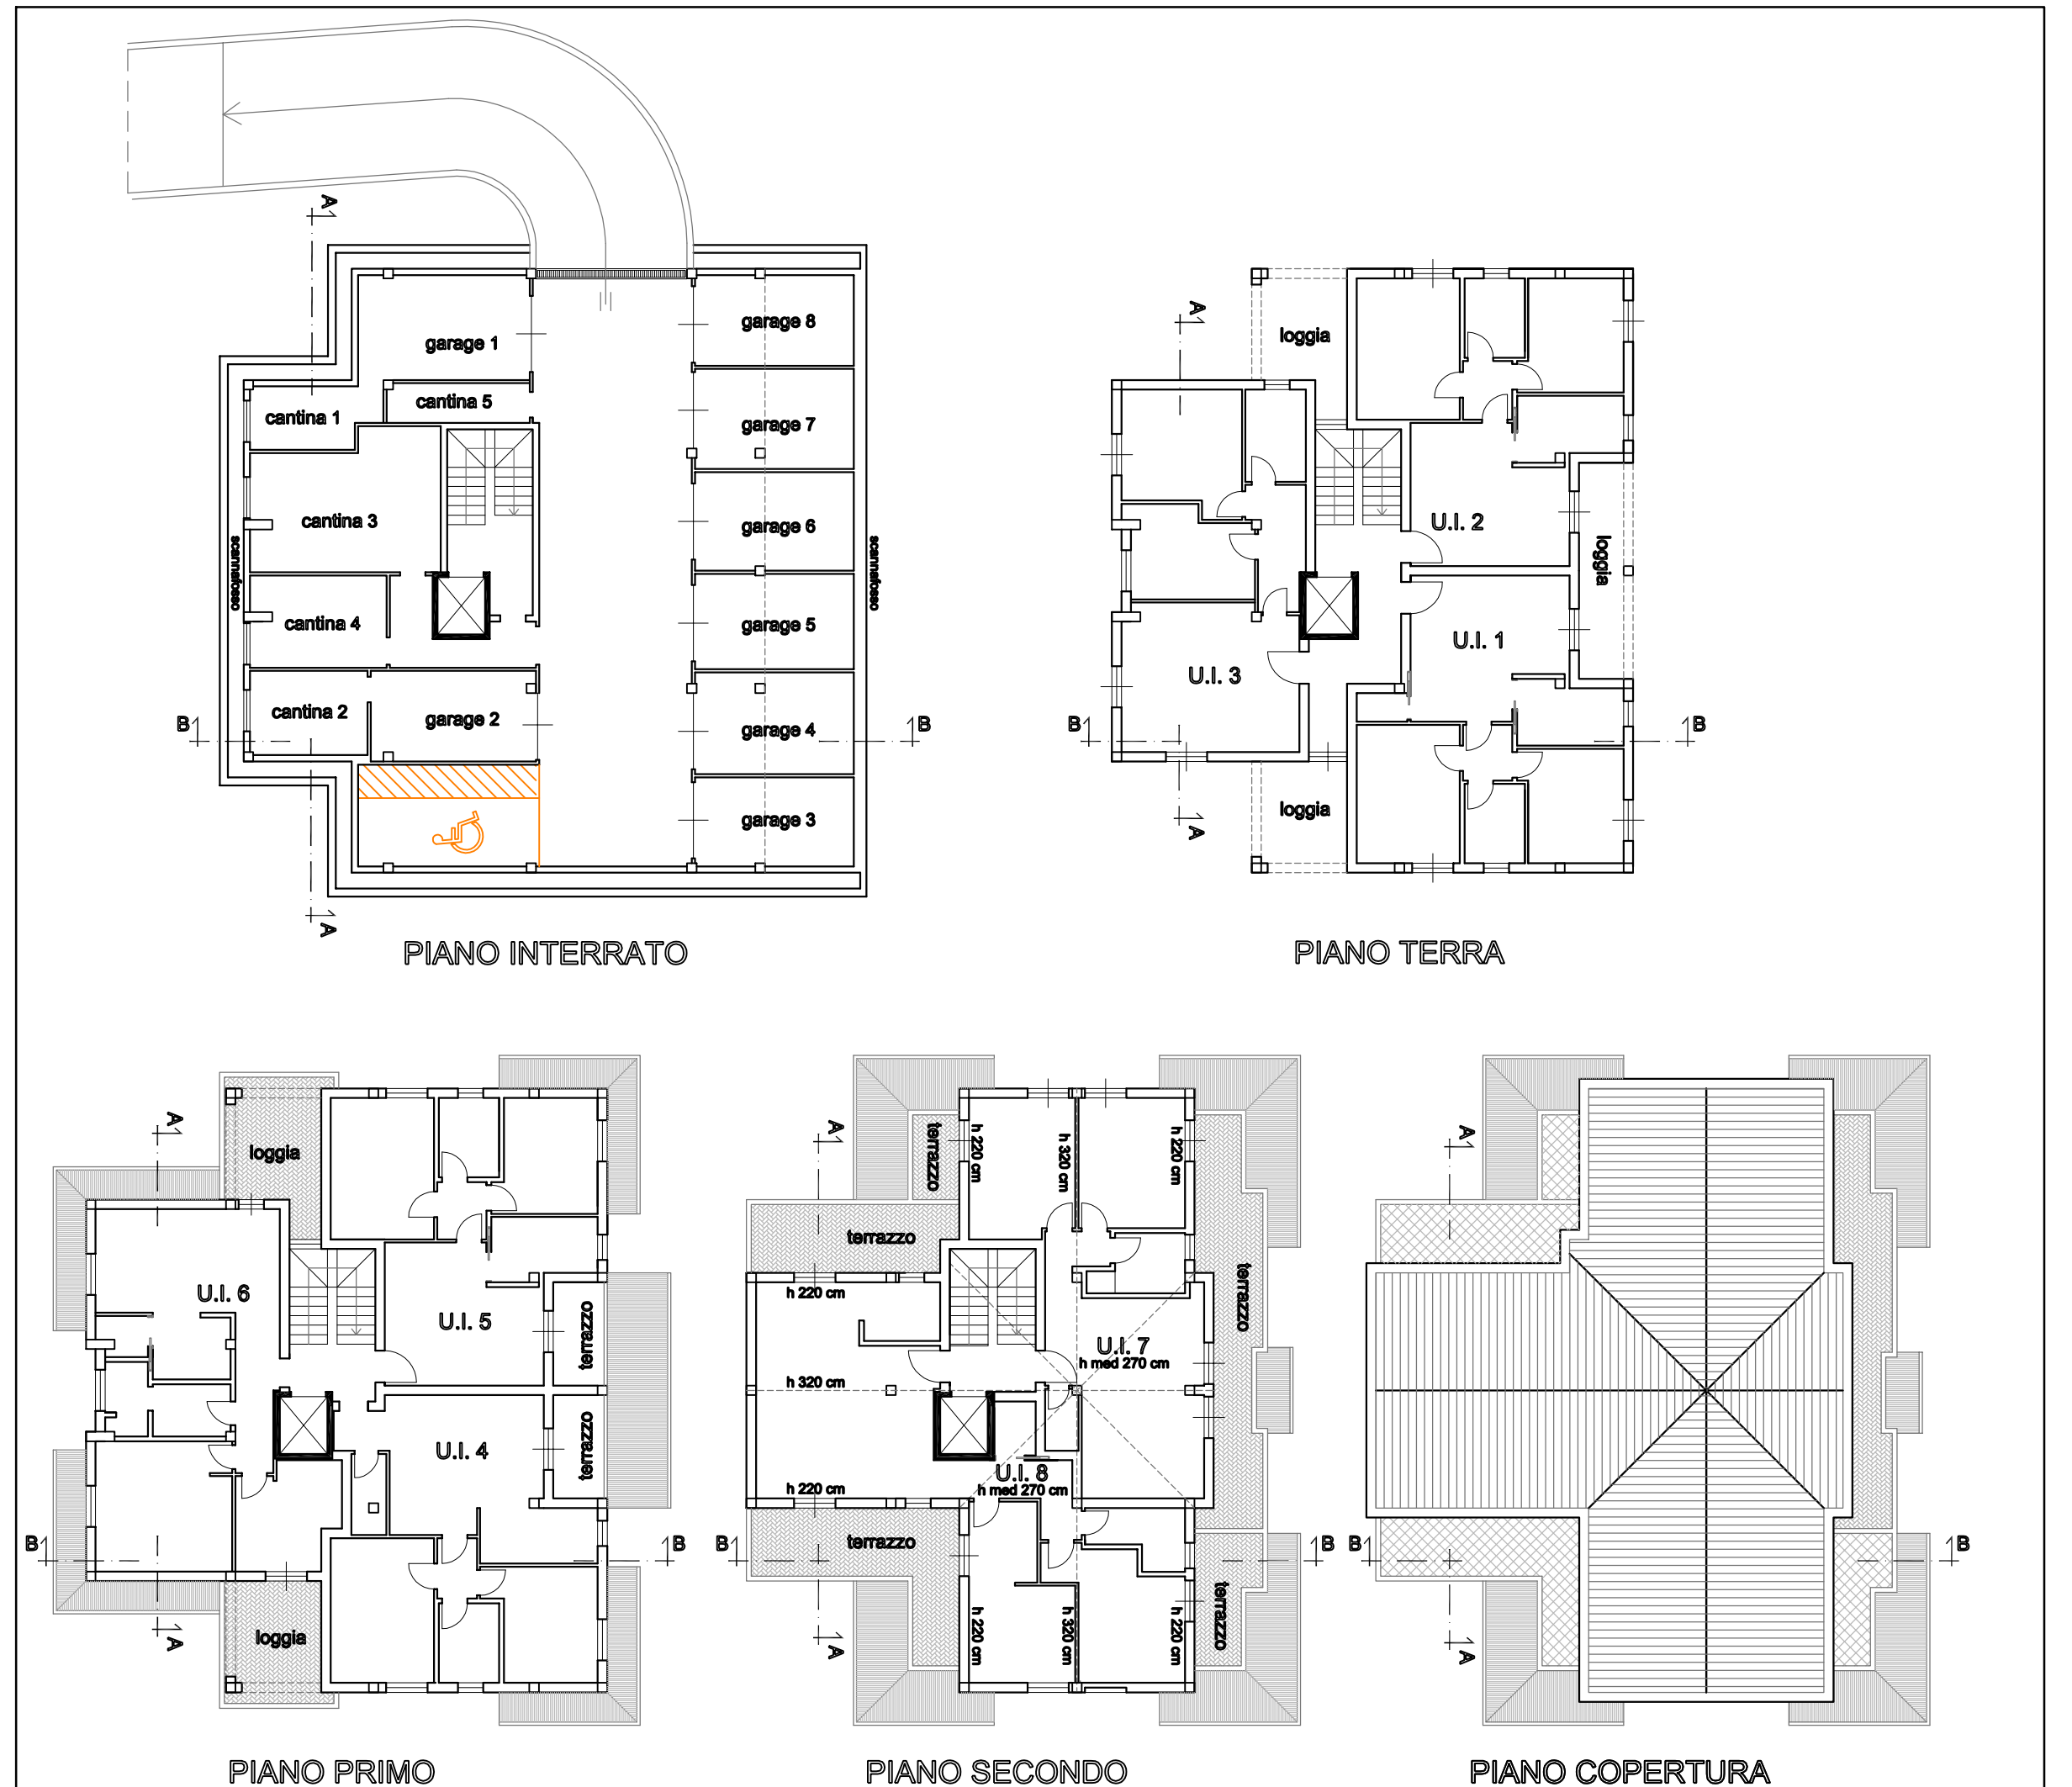 A
garage 1
garage 8
cantina 1
cantina 5
garage 7
cantina 3
garage 6
scannafosso
scannafosso
cantina 4
garage 5
cantina 2
garage 2
garage 4
B
B
garage 3
A
PIANO INTERRATO
A
loggia
U.I. 2
loggia
U.I. 1
U.I. 3
B
B
loggia
A
PIANO TERRA
A
loggia
U.I. 6
U.I. 5
terrazzo
U.I. 4
terrazzo
B
B
loggia
A
PIANO PRIMO
A
terrazzo
h 220 cm
h 320 cm
h 220 cm
terrazzo
h 220 cm
terrazzo
U.I. 7
h med 270 cm
h 320 cm
U.I. 8
h med 270 cm
h 220 cm
terrazzo
B
B
h 220 cm
h 320 cm
h 220 cm
terrazzo
A
PIANO SECONDO
A
B
B
A
PIANO COPERTURA